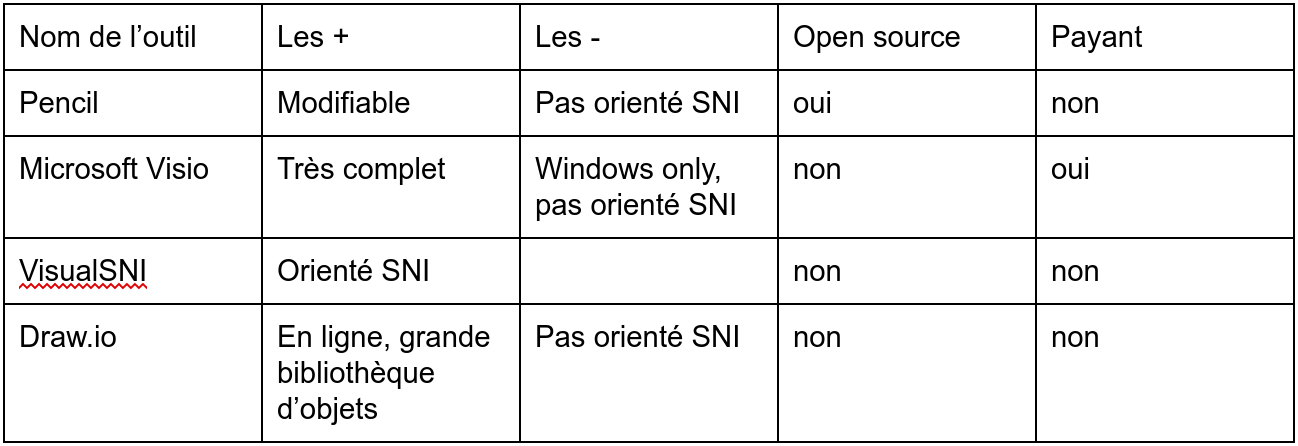 Nom de l’outil
Les +
Les -
Open source
Payant
Pencil
Modifiable
Pas orienté SNI
oui
non
Microsoft Visio
Très complet
Windows only,
pas orienté SNI
non
oui
VisualSNI
Orienté SNI
non
non
Draw.io
En ligne, grande
bibliothèque
d’objets
Pas orienté SNI
non
non